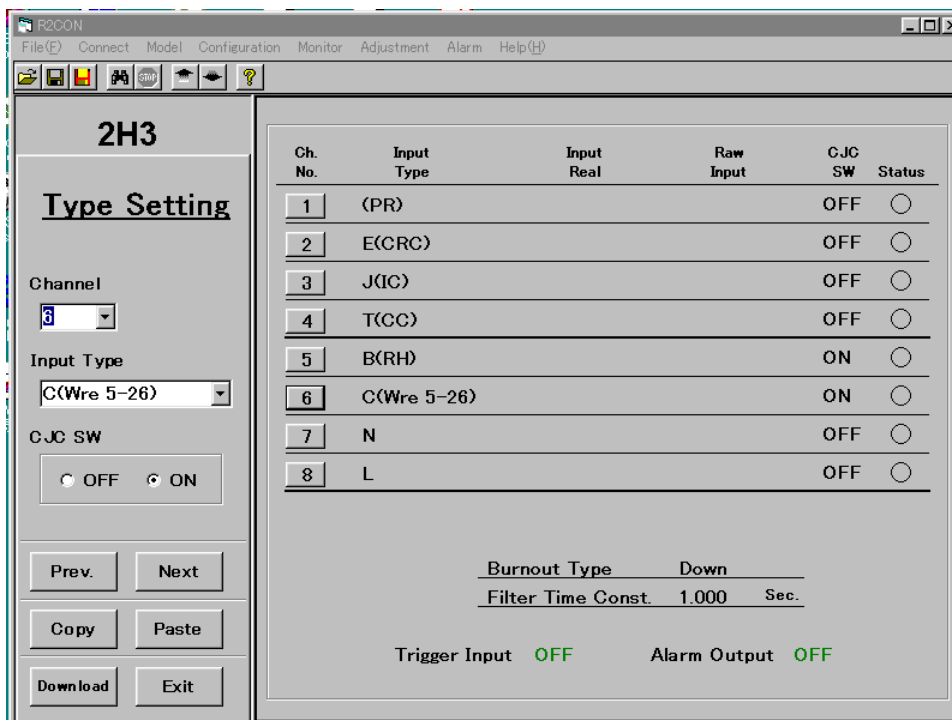 R2CON
File(F) Connect Model Configuration Monitor Adjustment Alarm Help(H)
STOP
2H3
Type Setting
Channel
6
Input Type
C(Wre 5-26)
CJC SW
OFF ON
Prev. Next
Copy Paste
Download Exit
Ch. No. Input Type Input Real Raw Input CJC SW Status
1 (PR) OFF
2 E(CRC) OFF
3 J(IC) OFF
4 T(CC) OFF
5 B(RH) ON
6 C(Wre 5-26) ON
7 N OFF
8 L OFF
Burnout Type Down
Filter Time Const. 1.000 Sec.
Trigger Input OFF Alarm Output OFF